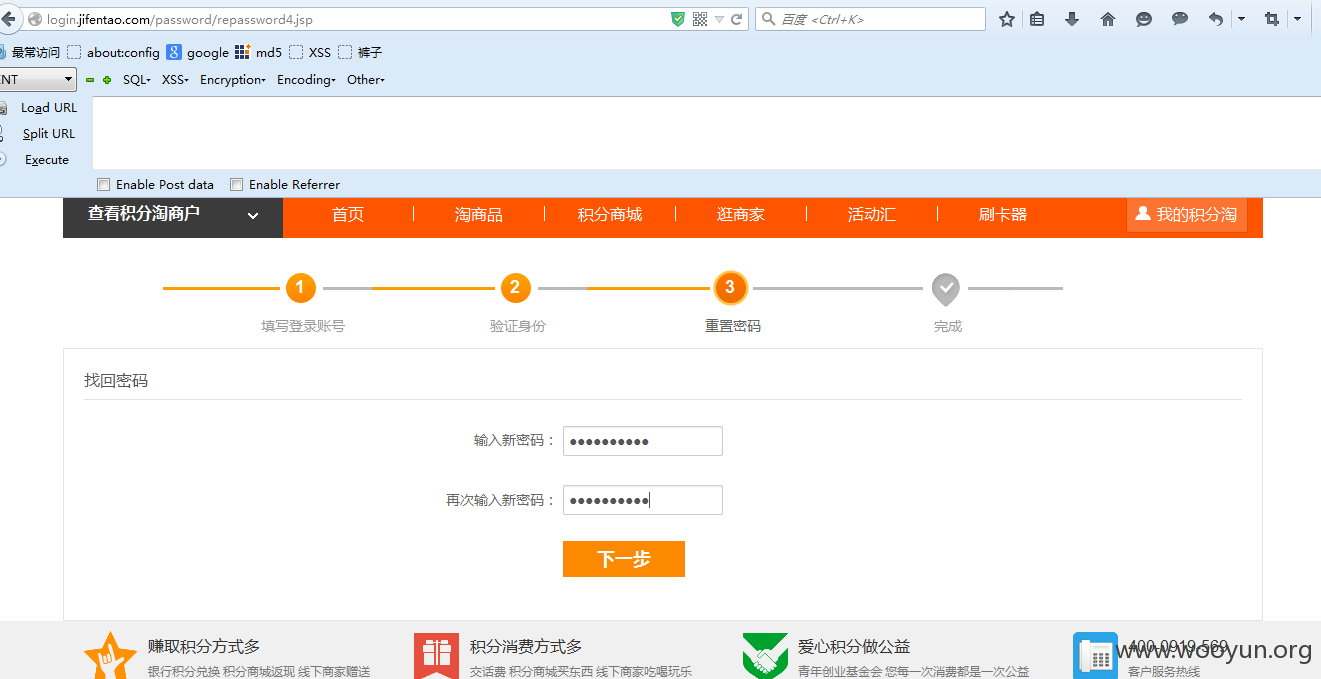 login.jifentao.com/password/repassword4.jsp
百度 <Ctrl+K>
最常访问 about:config 8 google md5 XSS 裤子
NT SQL XSS Encryption Encoding Other
Load URL
Split URL
Execute
Enable Post data Enable Referrer
查看积分淘商户 首页 淘商品 积分商城 逛商家 活动汇 刷卡器 我的积分淘
1 2 3
填写登录账号 验证身份 重置密码 完成
找回密码
输入新密码：
再次输入新密码：
下一步
赚取积分方式多 积分消费方式多 爱心积分做公益 400-0919-569
www.wooyun.org
银行积分兑换 积分商城返现 线下商家赠送 交话费 积分商城买东西 线下商家吃喝玩乐 青年创业基金会 您每一次消费都是一次公益 客户服务热线